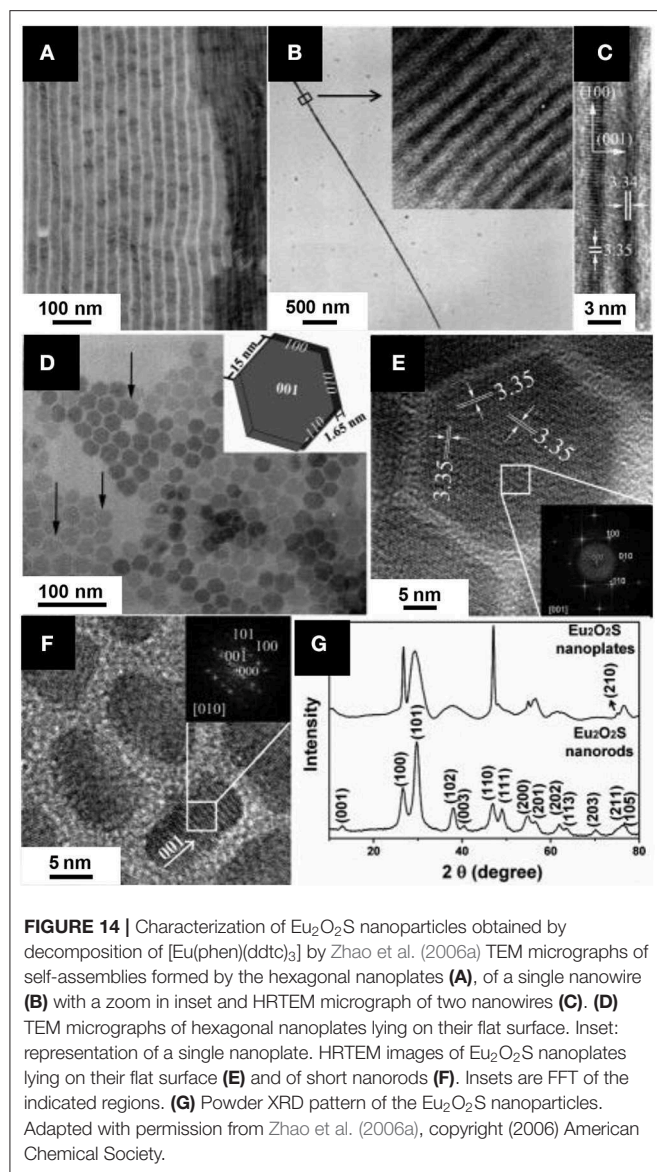 A
100 nm
B
500 nm
C
(100)
(001)
3.34
3.35
3 nm
D
15 nm
100
001
010
-110
1.65 nm
100 nm
E
3.35
3.35
3.35
100
010
[001]
5 nm
F
101
001
100
000
[010]
001
5 nm
G
Eu₂O₂S
nanoplates
(210)
Eu₂O₂S
nanorods
(001)
(100)
(101)
(102)
(003)
(110)
(111)
(200)
(201)
(202)
(113)
(203)
(211)
(105)
Intensity
20 40 60 80
2 θ (degree)
FIGURE 14 | Characterization of Eu₂O₂S nanoparticles obtained by
decomposition of [Eu(phen)(ddtc)₃] by Zhao et al. (2006a) TEM micrographs of
self-assemblies formed by the hexagonal nanoplates (A), of a single nanowire
(B) with a zoom in inset and HRTEM micrograph of two nanowires (C). (D)
TEM micrographs of hexagonal nanoplates lying on their flat surface. Inset:
representation of a single nanoplate. HRTEM images of Eu₂O₂S nanoplates
lying on their flat surface (E) and of short nanorods (F). Insets are FFT of the
indicated regions. (G) Powder XRD pattern of the Eu₂O₂S nanoparticles.
Adapted with permission from Zhao et al. (2006a), copyright (2006) American
Chemical Society.